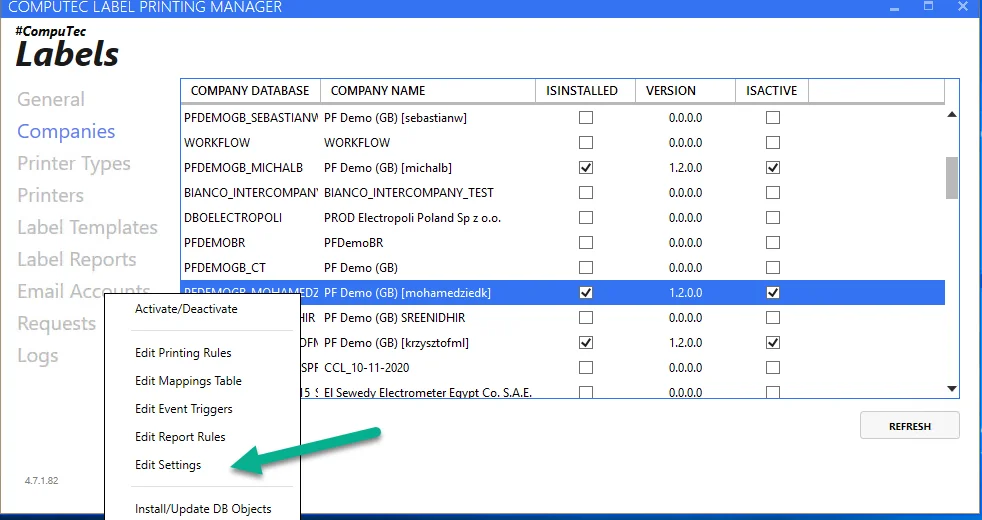 COMPUTEC LABEL PRINTING MANAGER
#CompuTec
Labels
General
Companies
Printer Types
Printers
Label Templates
Label Reports
Email Accounts
Requests
Logs
4.7.1.82
COMPANY DATABASE COMPANY NAME ISINSTALLED VERSION ISACTIVE
PFDEMOGB_SEBASTIANW PF Demo (GB) [sebastianw] 0.0.0.0
WORKFLOW WORKFLOW 0.0.0.0
PFDEMOGB_MICHALB PF Demo (GB) [michalb] 1.2.0.0
BIANCO_INTERCOMPANY BIANCO_INTERCOMPANY_TEST 0.0.0.0
DBOELECTROPOLI PROD Electropoli Poland Sp z o.o. 0.0.0.0
PFDEMOBR PFDemoBR 0.0.0.0
PFDEMOGB_CT PF Demo (GB) 0.0.0.0
PFDEMOGB_MOHAMEDZ PF Demo (GB) [mohamedziedk] 1.2.0.0
HIR PF Demo (GB) SREENIDHIR 0.0.0.0
OFM PF Demo (GB) [krzysztofml] 1.2.0.0
SPF CCL_10-11-2020 0.0.0.0
15_S El Sewedy Electrometer Egypt Co. S.A.E. 0.0.0.0
Activate/Deactivate
Edit Printing Rules
Edit Mappings Table
Edit Event Triggers
Edit Report Rules
Edit Settings
Install/Update DB Objects
REFRESH